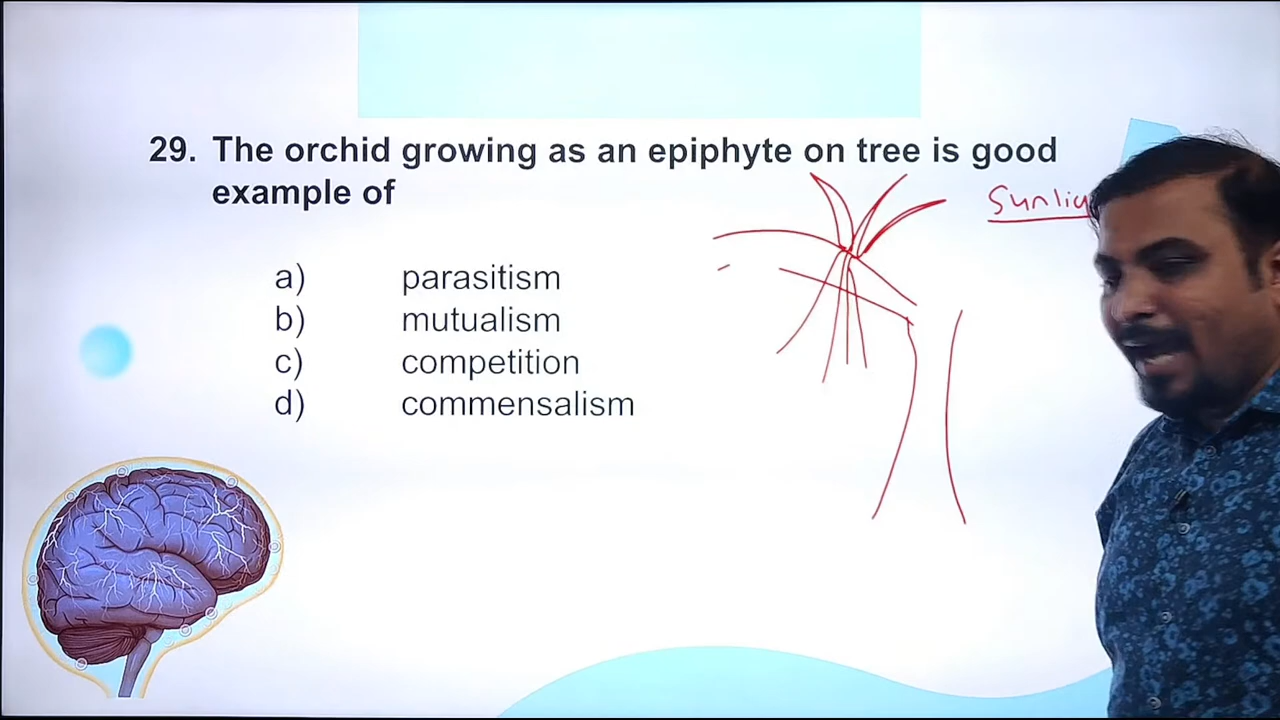 29. The orchid growing as an epiphyte on tree is good
example of
a) parasitism
b) mutualism
c) competition
d) commensalism